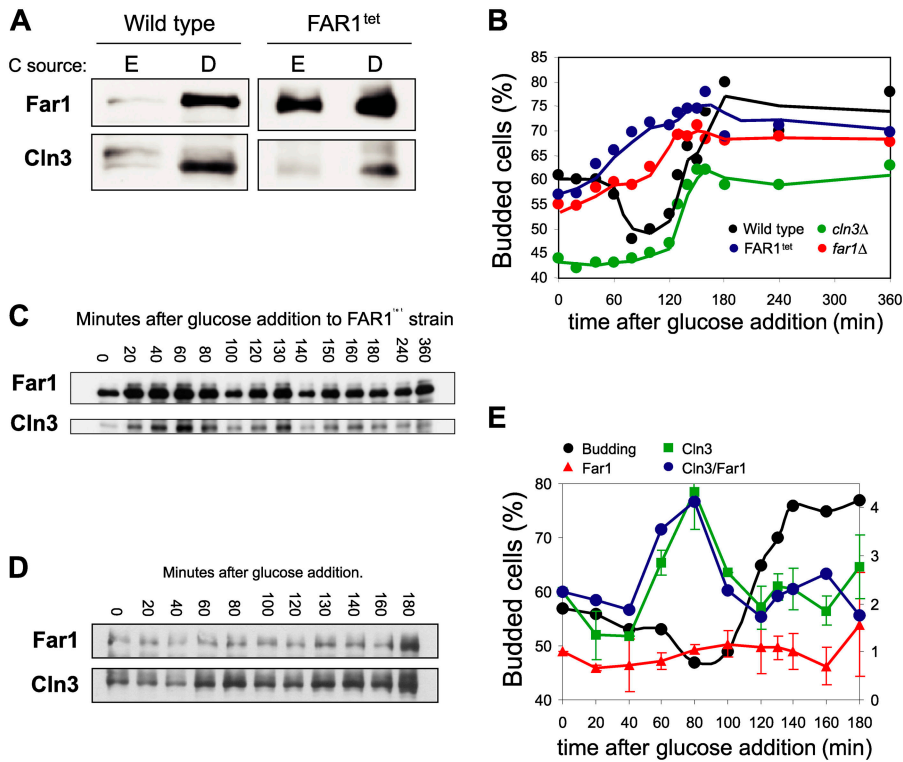 A
Wild type
FAR1tet
C source:
E
D
E
D
Far1
Cln3
B
Budded cells (%)
85
80
75
70
65
60
55
50
45
40
Wild type
FAR1tet
cln3Δ
far1Δ
0
60
120
180
240
300
360
time after glucose addition (min)
C
Minutes after glucose addition to FAR1tet strain
0
20
40
60
80
100
120
130
140
150
160
180
240
360
Far1
Cln3
D
Minutes after glucose addition.
0
20
40
60
80
100
120
130
140
160
180
Far1
Cln3
E
Budding
Far1
Cln3
Cln3/Far1
Budded cells (%)
80
70
60
50
40
4
3
2
1
0
0
20
40
60
80
100
120
140
160
180
time after glucose addition (min)